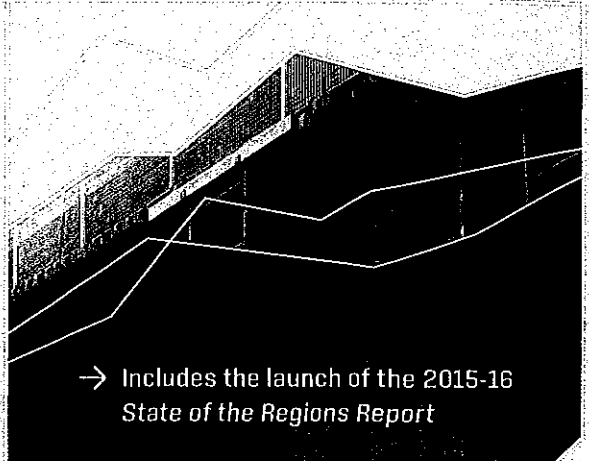 → Includes the launch of the 2015-16
State of the Regions Report